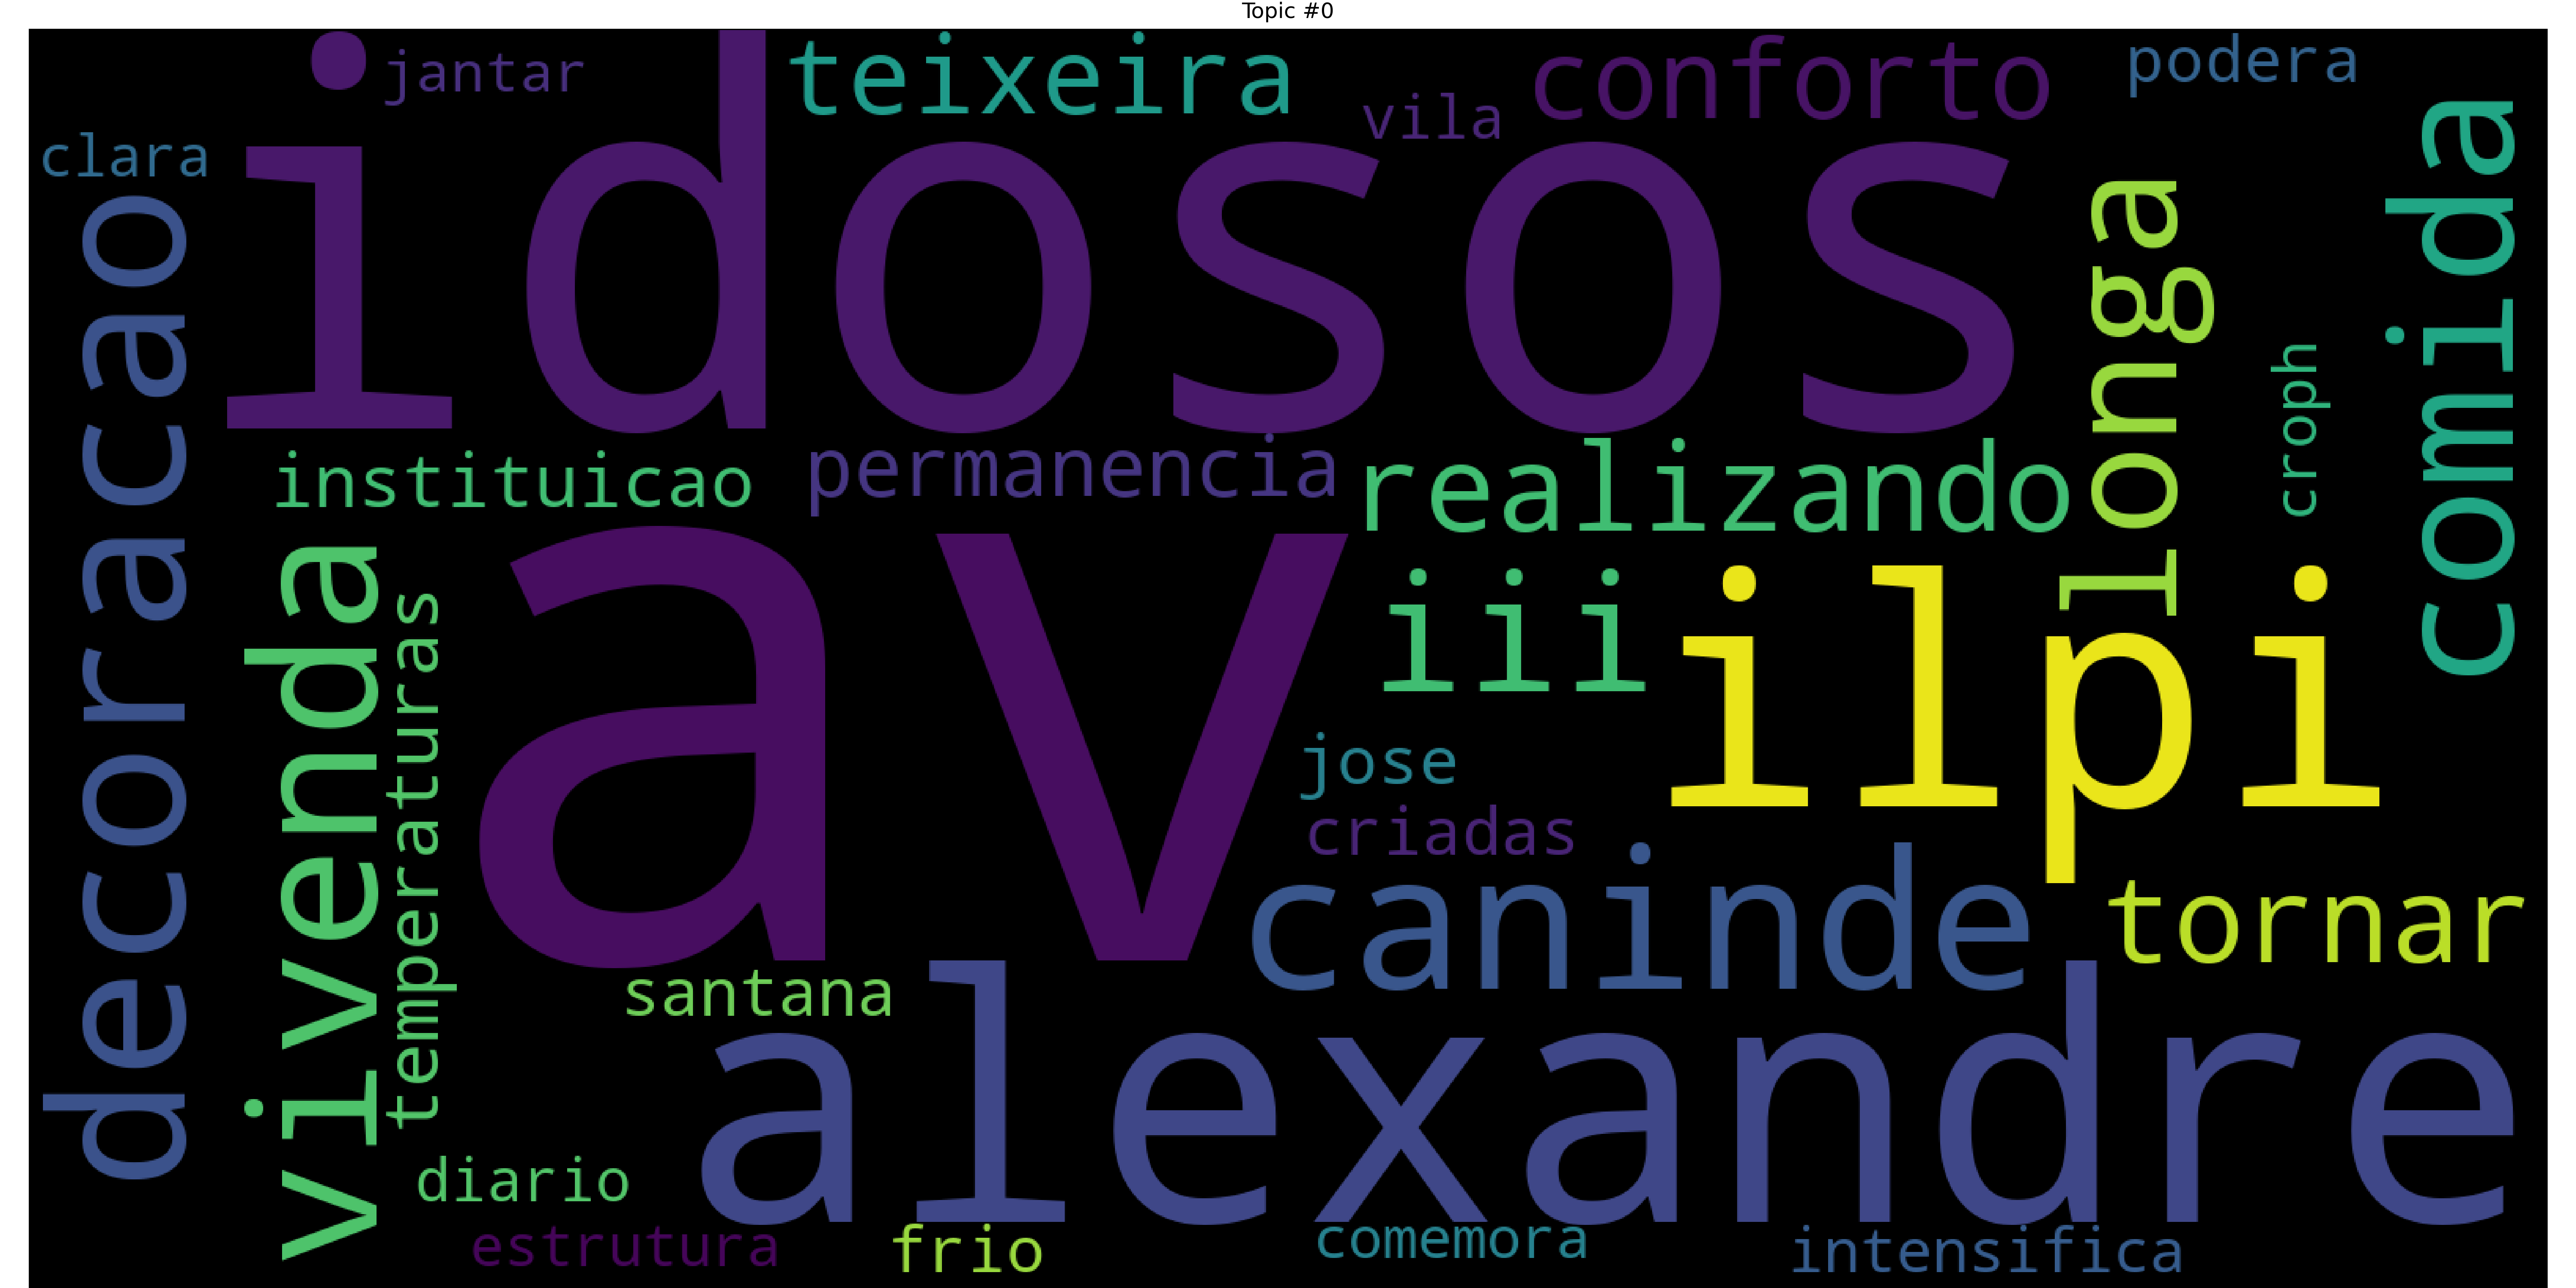 Topic #0
jantar
teixeira
vila
conforto
podera
clara
idosos
comida
decoracao
longa
croph
instituicao
permanencia
realizando
vivenda
temperaturas
av
iii
ilpi
jose
criadas
caninde
tornar
santana
alexandre
diario
estrutura
frio
comemora
intensifica